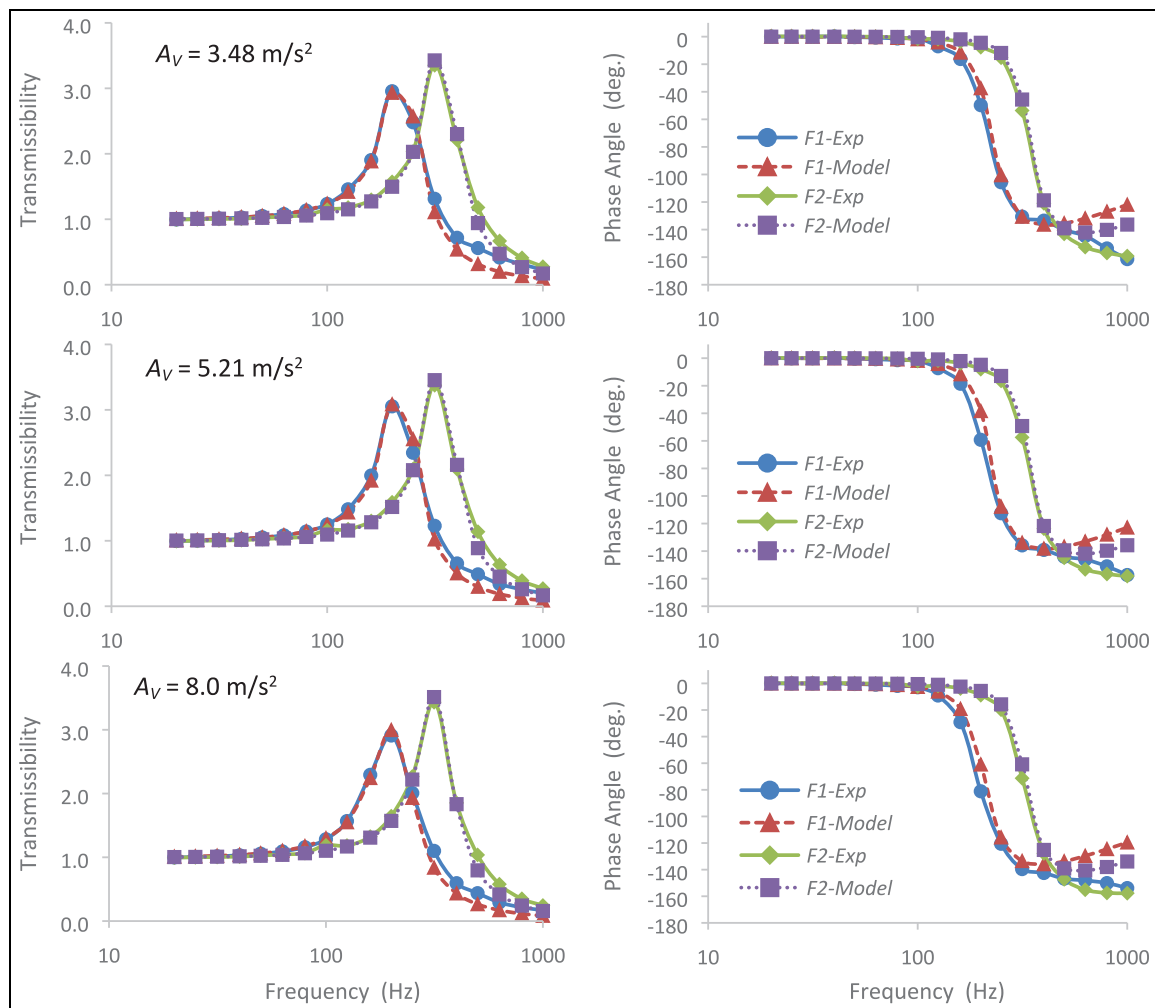 A_V = 3.48 m/s²
Transmissibility
4.0
3.0
2.0
1.0
0.0
10
100
1000
Phase Angle (deg.)
0
-20
-40
-60
-80
-100
-120
-140
-160
-180
F1-Exp
F1-Model
F2-Exp
F2-Model
10
100
1000
A_V = 5.21 m/s²
Transmissibility
4.0
3.0
2.0
1.0
0.0
10
100
1000
Phase Angle (deg.)
0
-20
-40
-60
-80
-100
-120
-140
-160
-180
F1-Exp
F1-Model
F2-Exp
F2-Model
10
100
1000
A_V = 8.0 m/s²
Transmissibility
4.0
3.0
2.0
1.0
0.0
10
100
1000
Frequency (Hz)
Phase Angle (deg.)
0
-20
-40
-60
-80
-100
-120
-140
-160
-180
F1-Exp
F1-Model
F2-Exp
F2-Model
10
100
1000
Frequency (Hz)